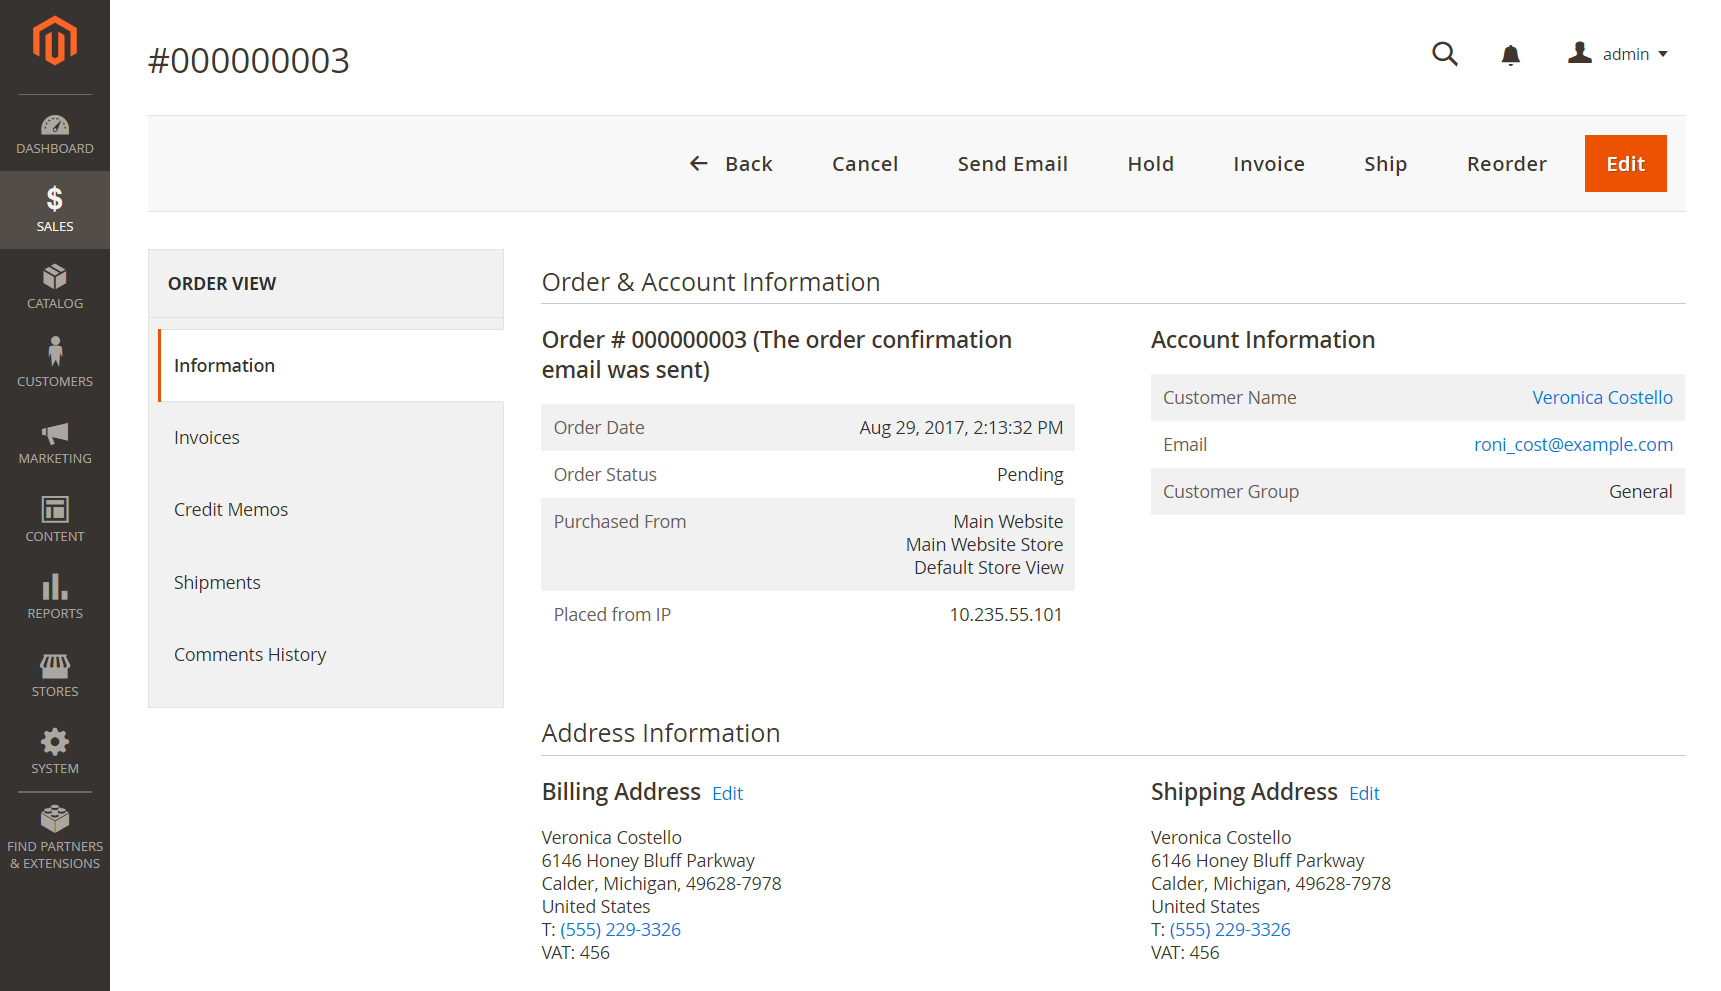 #000000003
admin
Back
Cancel
Send Email
Hold
Invoice
Ship
Reorder
Edit
DASHBOARD
SALES
CATALOG
CUSTOMERS
MARKETING
CONTENT
REPORTS
STORES
SYSTEM
FIND PARTNERS
& EXTENSIONS
ORDER VIEW
Information
Invoices
Credit Memos
Shipments
Comments History
Order & Account Information
Order # 000000003 (The order confirmation
email was sent)
Order Date Aug 29, 2017, 2:13:32 PM
Order Status Pending
Purchased From Main Website
Main Website Store
Default Store View
Placed from IP 10.235.55.101
Account Information
Customer Name Veronica Costello
Email roni_cost@example.com
Customer Group General
Address Information
Billing Address Edit
Veronica Costello
6146 Honey Bluff Parkway
Calder, Michigan, 49628-7978
United States
T: (555) 229-3326
VAT: 456
Shipping Address Edit
Veronica Costello
6146 Honey Bluff Parkway
Calder, Michigan, 49628-7978
United States
T: (555) 229-3326
VAT: 456